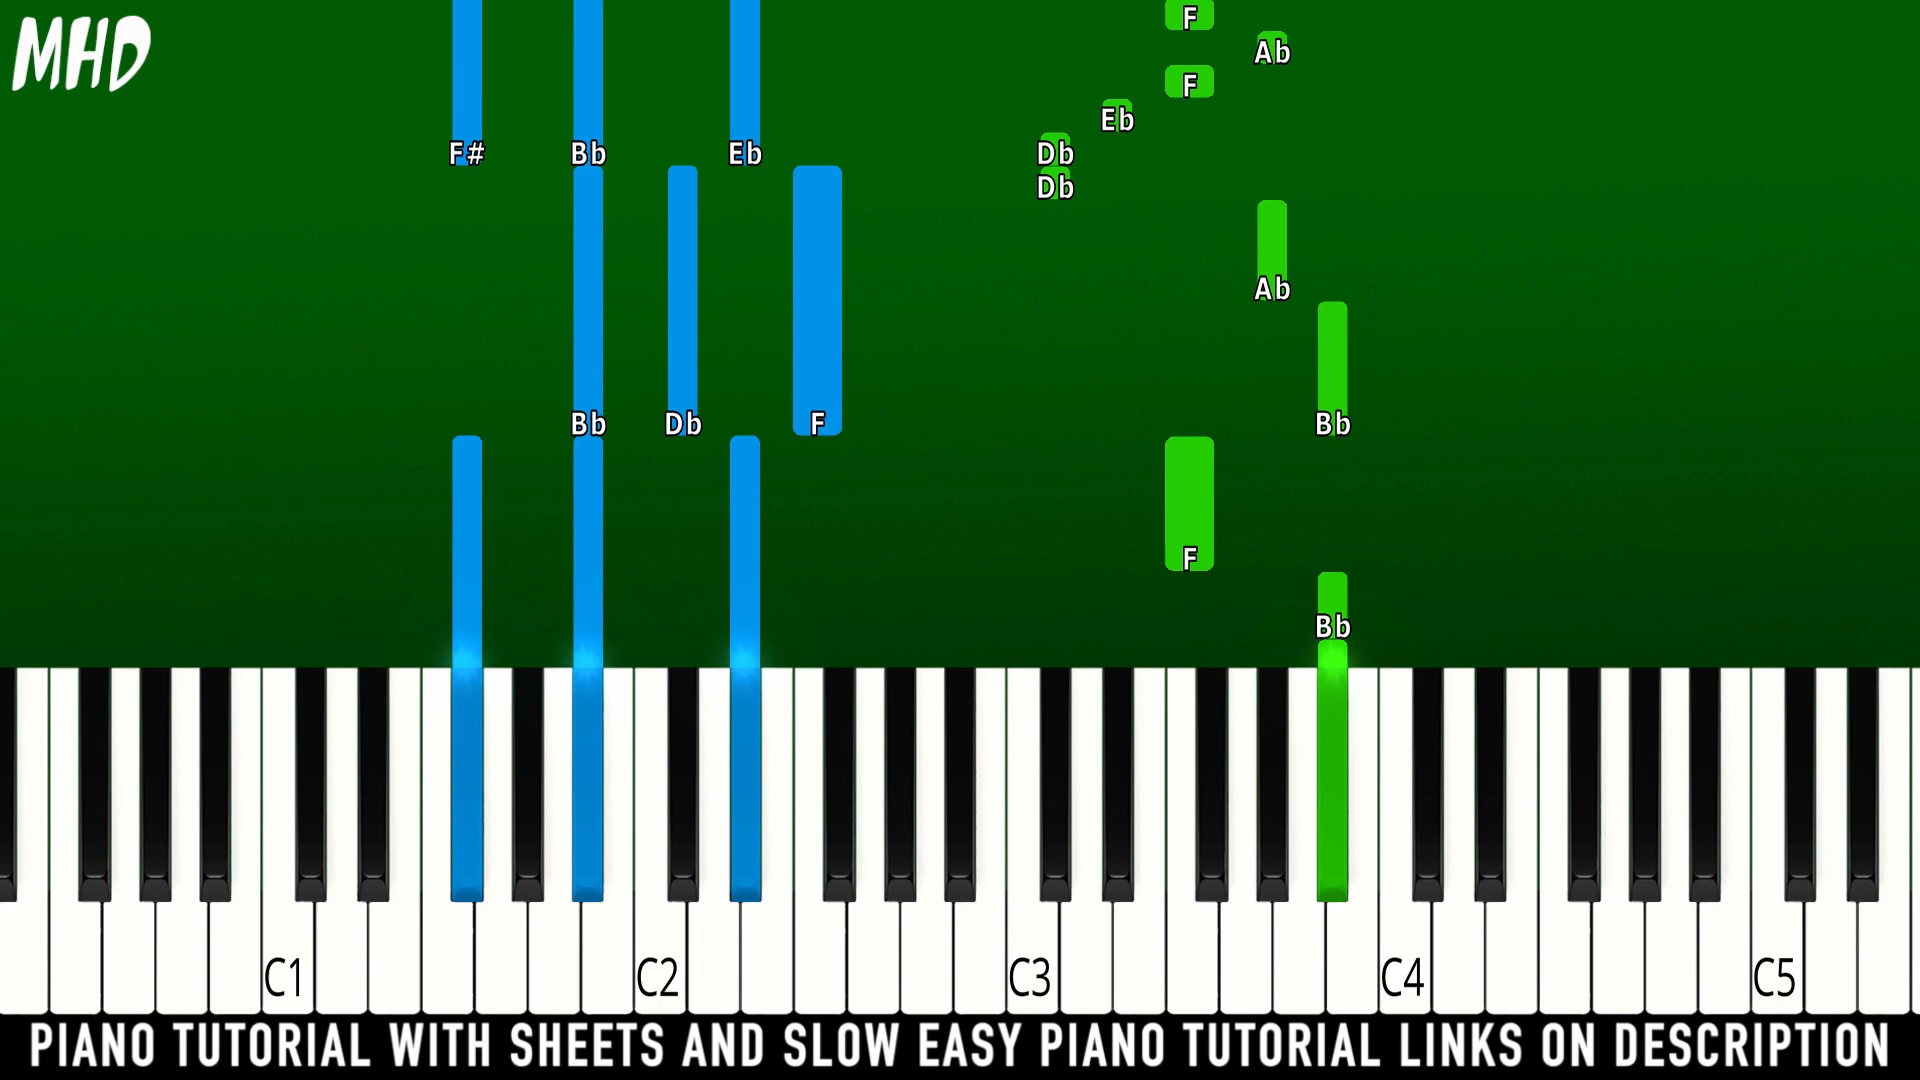 MHD
F
Ab
F
Eb
F# Bb Eb Db
Db
Ab
Bb Db F Bb
F
Bb
C1 C2 C3 C4 C5
PIANO TUTORIAL WITH SHEETS AND SLOW EASY PIANO TUTORIAL LINKS ON DESCRIPTION